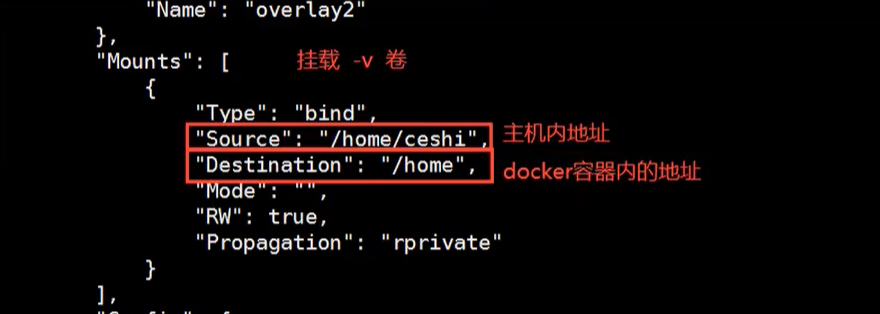 "Name": "overlay2"
},
"Mounts": [ 挂载 -v 卷
{
"Type": "bind",
"Source": "/home/ceshi", 主机内地址
"Destination": "/home", docker容器内的地址
"Mode": "",
"RW": true,
"Propagation": "rprivate"
}
],